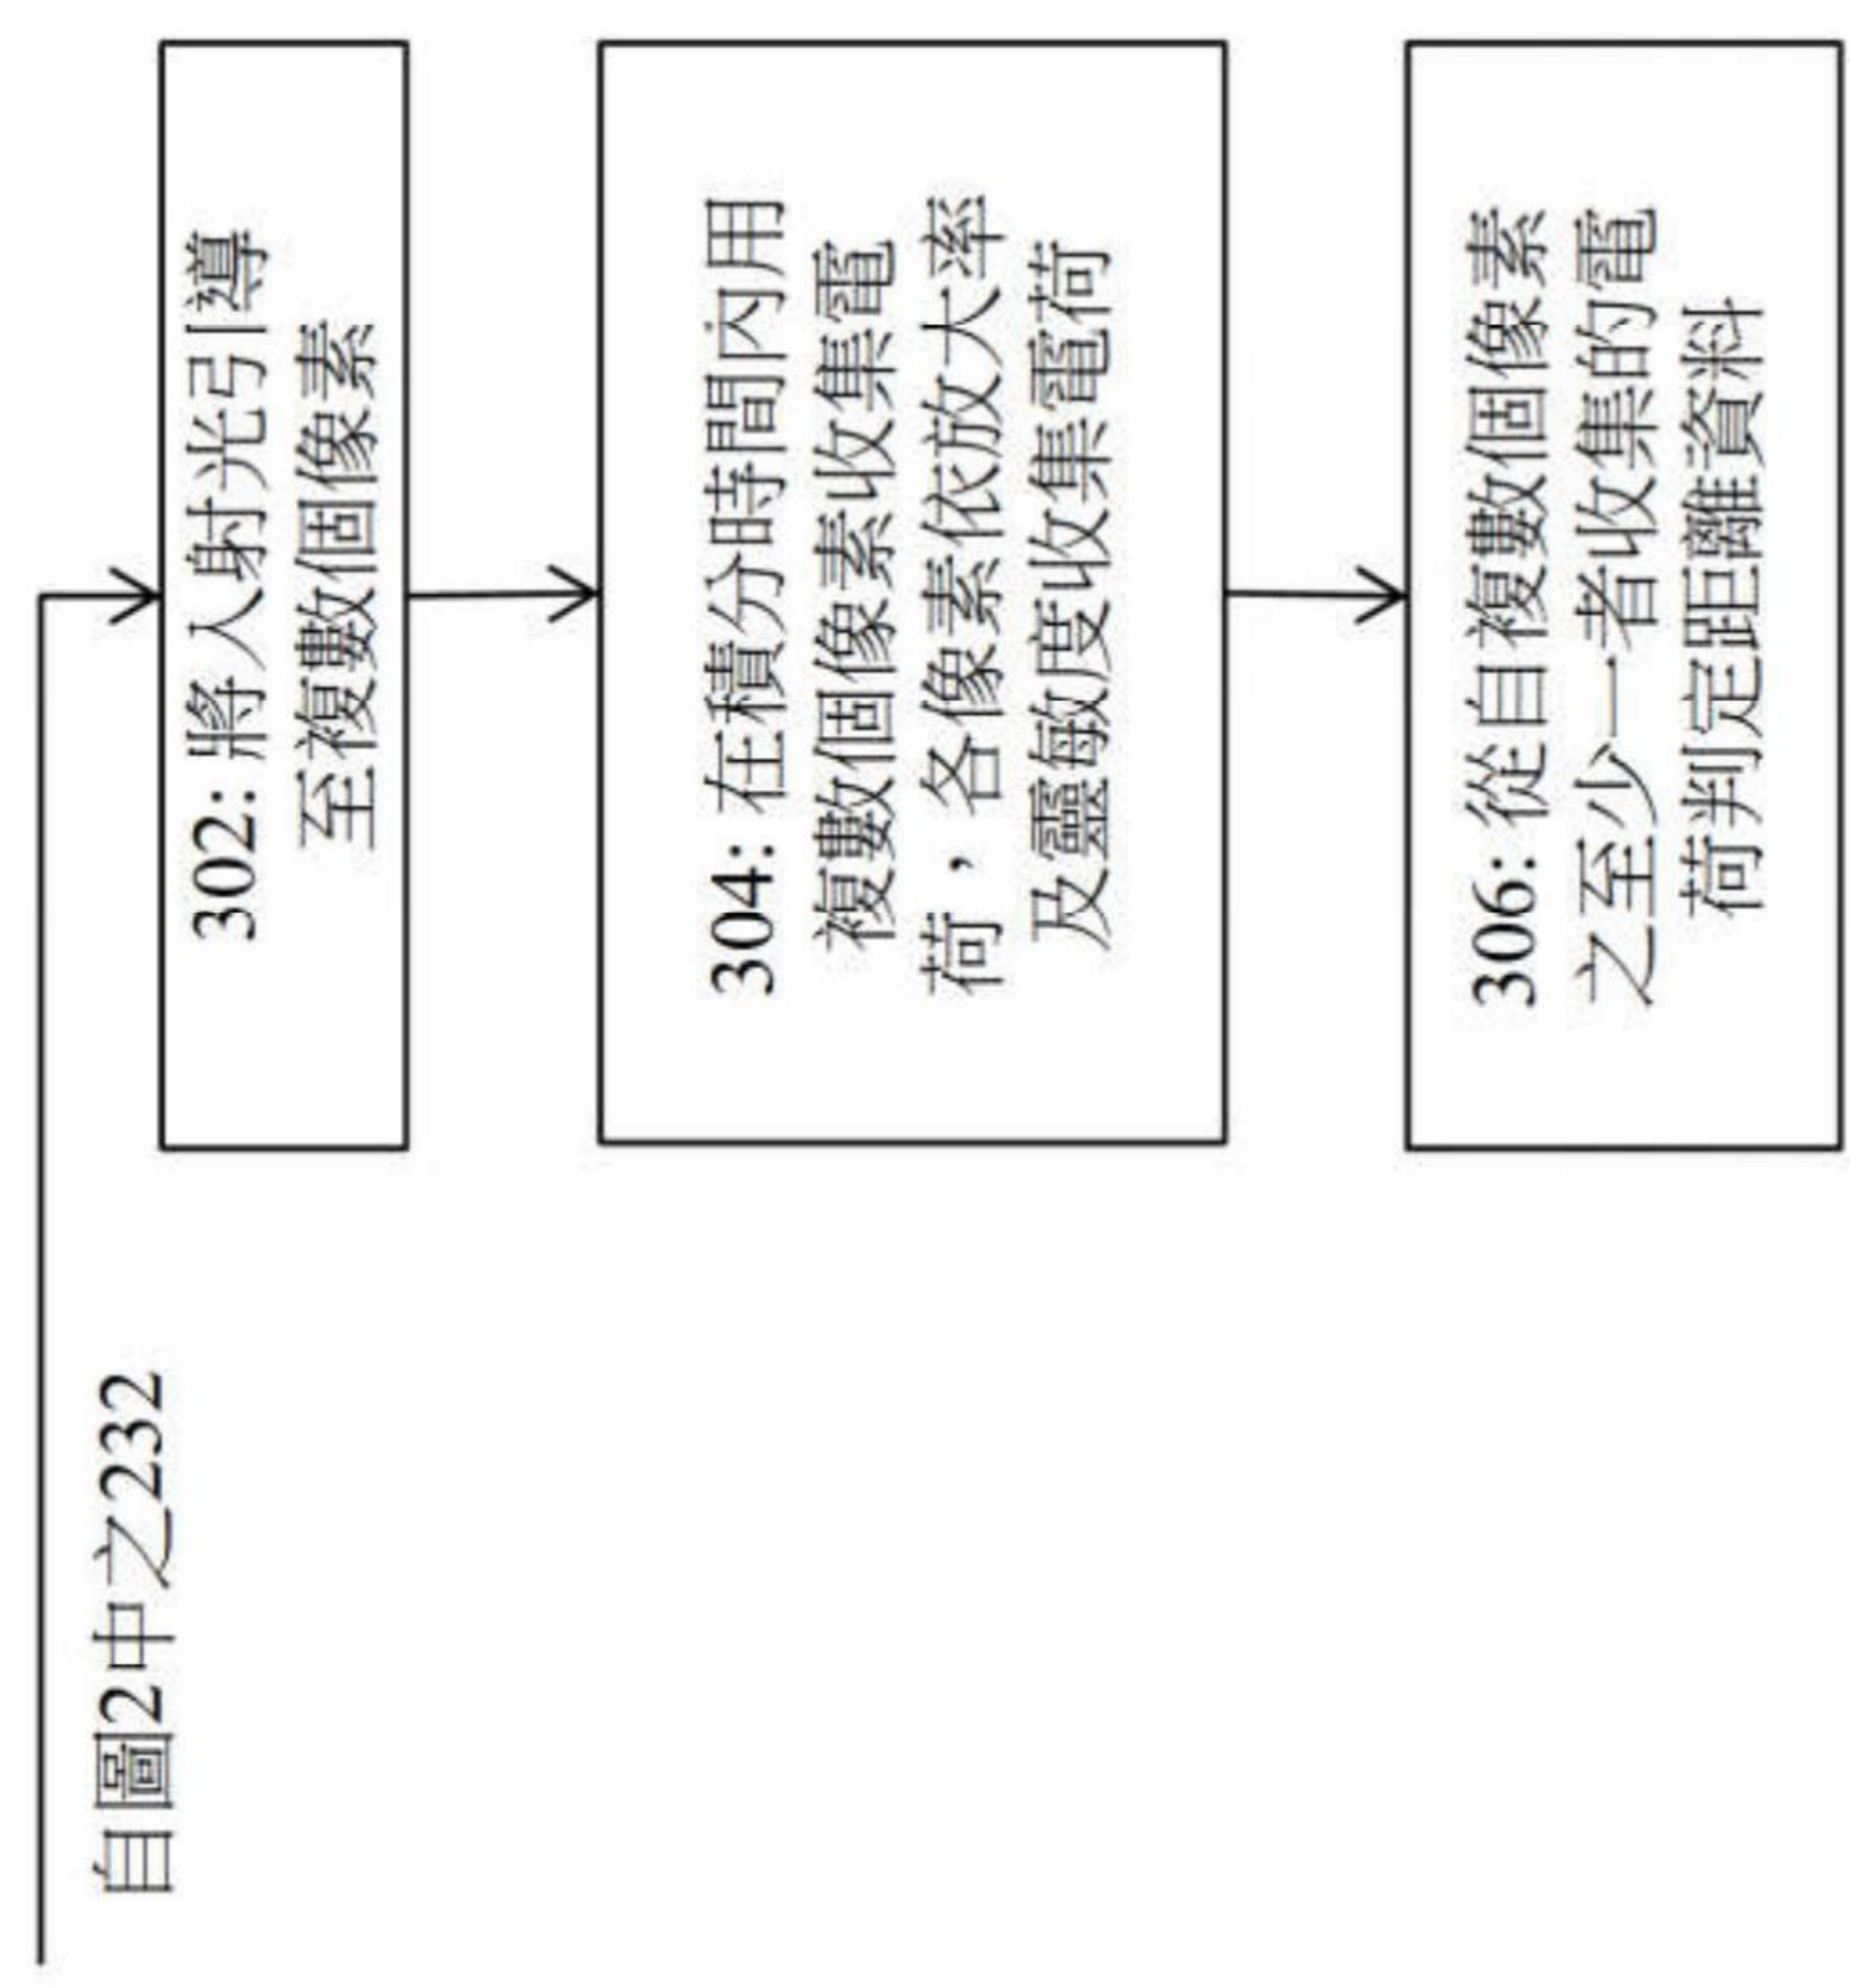 自圖2中之232
302: 將入射光引導
至複數個像素
304: 在積分時間內用
複數個像素收集電
荷，各像素依放大率
及靈敏度收集電荷
306: 從自複數個像素
之至少一者收集的電
荷判定距離資料